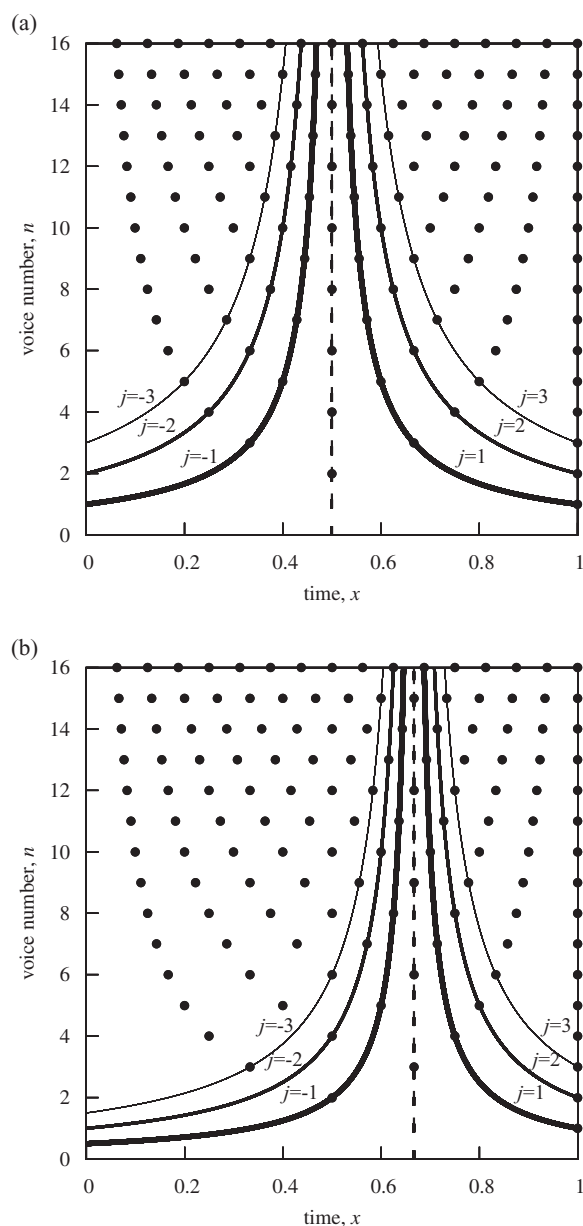 (a)
16
14
12
10
8
6
4
2
0
voice number, n
j=-3
j=-2
j=-1
j=3
j=2
j=1
0 0.2 0.4 0.6 0.8 1
time, x
(b)
16
14
12
10
8
6
4
2
0
voice number, n
j=-3
j=-2
j=-1
j=3
j=2
j=1
0 0.2 0.4 0.6 0.8 1
time, x